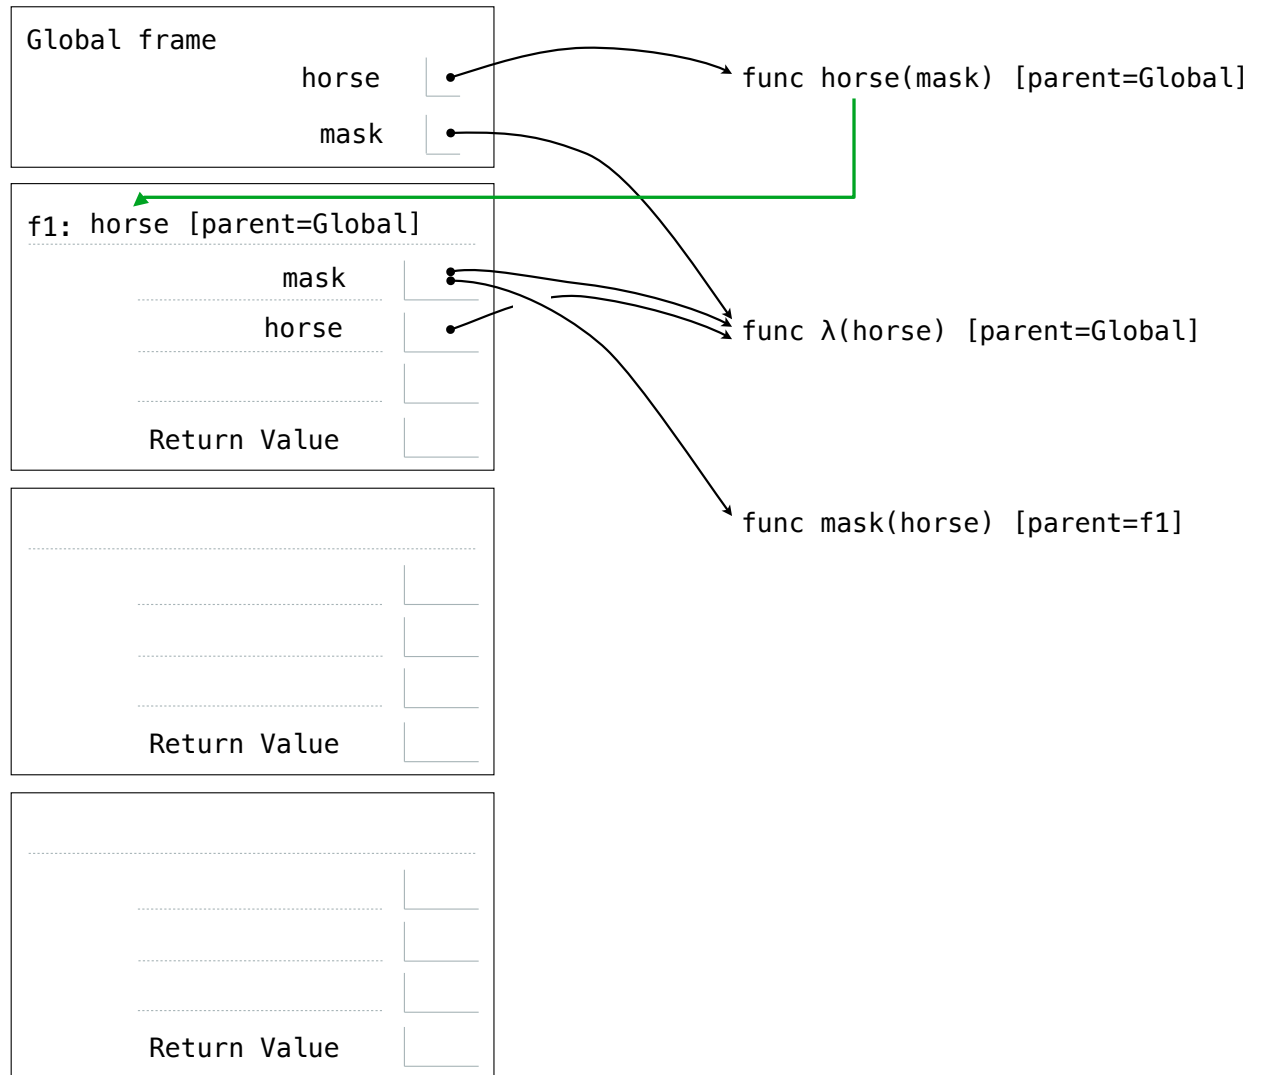 Global frame
horse
func horse(mask) [parent=Global]
mask
f1: horse [parent=Global]
mask
horse
func λ(horse) [parent=Global]
Return Value
func mask(horse) [parent=f1]
Return Value
Return Value